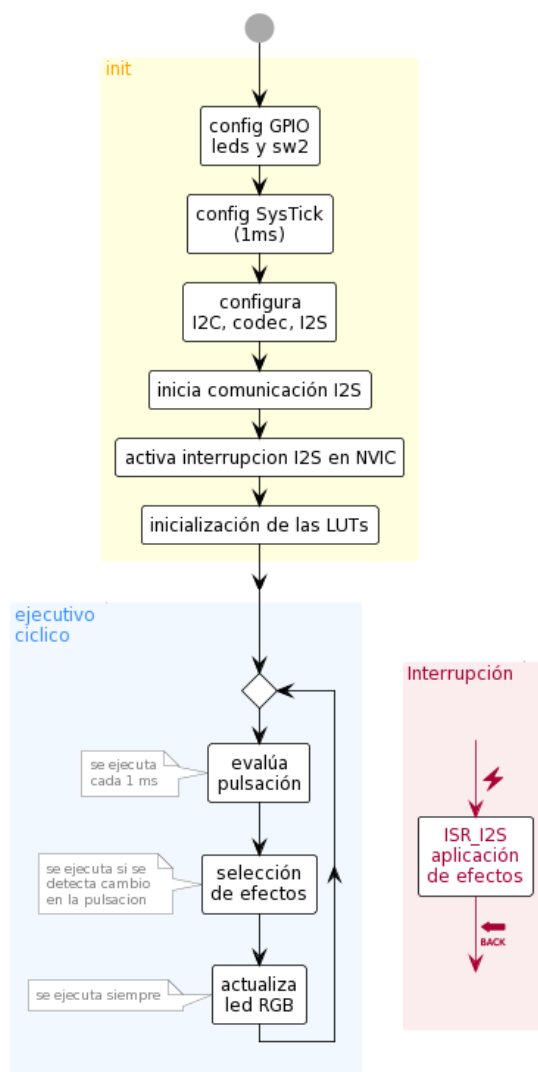 init
config GPIO
leds y sw2
config SysTick
(1ms)
configura
I2C, codec, I2S
inicia comunicación I2S
activa interrupcion I2S en NVIC
inicialización de las LUTs
ejecutivo
ciclico
se ejecuta
cada 1 ms
evalúa
pulsación
se ejecuta si se
detecta cambio
en la pulsacion
selección
de efectos
se ejecuta siempre
actualiza
led RGB
Interrupción
ISR_I2S
aplicación
de efectos
BACK